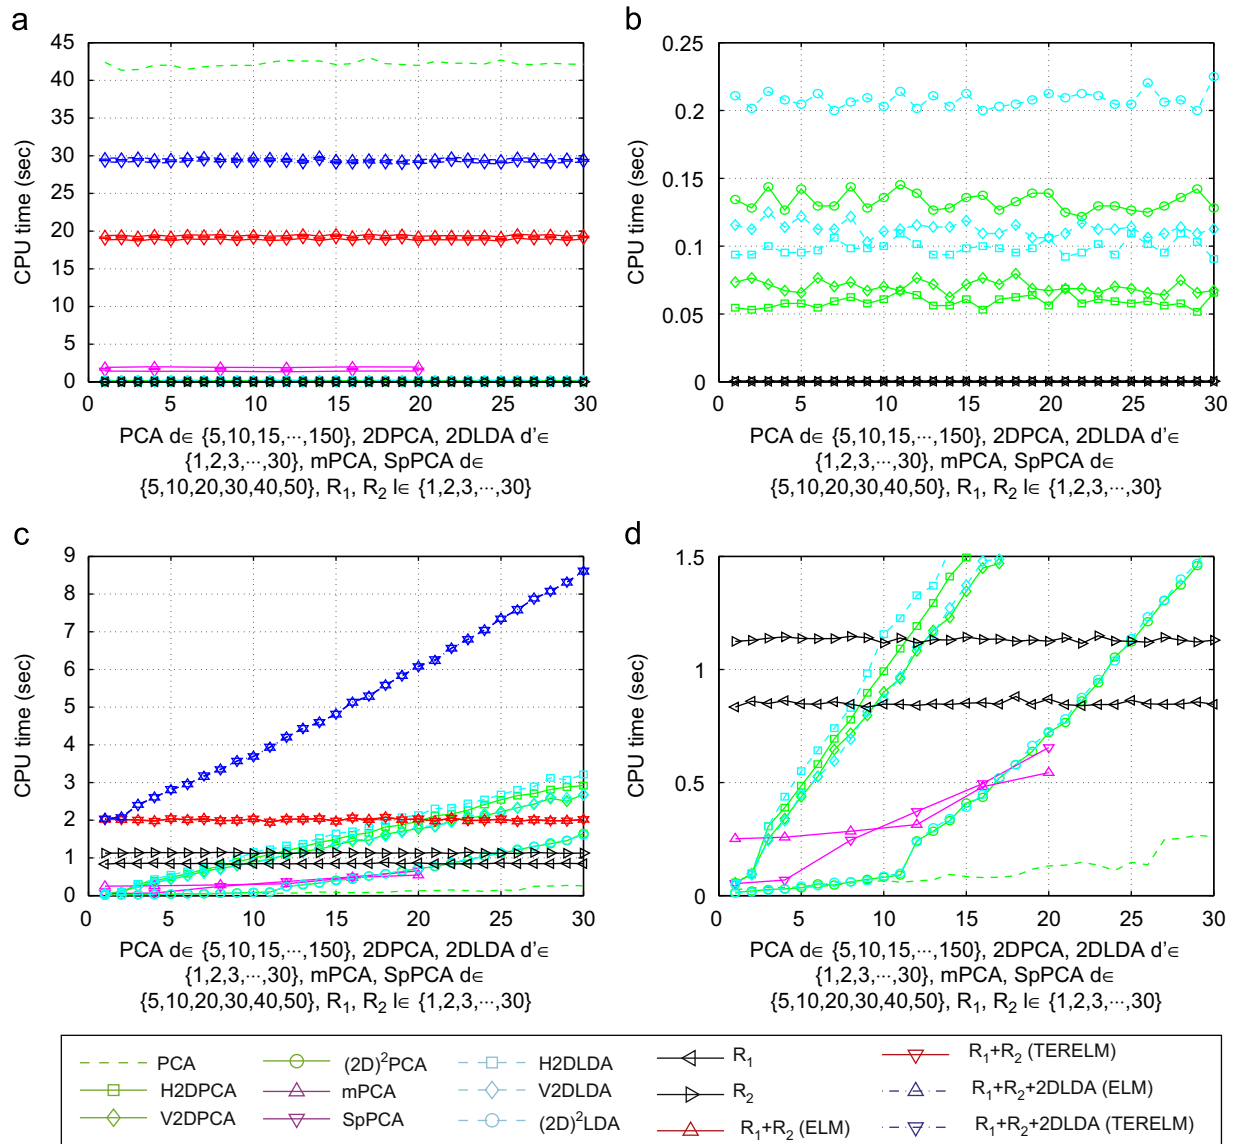 a
b
45
40
35
30
25
20
15
10
5
0
CPU time (sec)
0 5 10 15 20 25 30
PCA d∈ {5,10,15,···,150}, 2DPCA, 2DLDA d'∈
{1,2,3,···,30}, mPCA, SpPCA d∈
{5,10,20,30,40,50}, R₁, R₂ l∈ {1,2,3,···,30}
0.25
0.2
0.15
0.1
0.05
0
CPU time (sec)
0 5 10 15 20 25 30
PCA d∈ {5,10,15,···,150}, 2DPCA, 2DLDA d'∈
{1,2,3,···,30}, mPCA, SpPCA d∈
{5,10,20,30,40,50}, R₁, R₂ l∈ {1,2,3,···,30}
c
d
9
8
7
6
5
4
3
2
1
0
CPU time (sec)
0 5 10 15 20 25 30
PCA d∈ {5,10,15,···,150}, 2DPCA, 2DLDA d'∈
{1,2,3,···,30}, mPCA, SpPCA d∈
{5,10,20,30,40,50}, R₁, R₂ l∈ {1,2,3,···,30}
1.5
1
0.5
0
CPU time (sec)
0 5 10 15 20 25 30
PCA d∈ {5,10,15,···,150}, 2DPCA, 2DLDA d'∈
{1,2,3,···,30}, mPCA, SpPCA d∈
{5,10,20,30,40,50}, R₁, R₂ l∈ {1,2,3,···,30}
PCA
H2DPCA
V2DPCA
(2D)²PCA
mPCA
SpPCA
H2DLDA
V2DLDA
(2D)²LDA
R₁
R₂
R₁+R₂ (ELM)
R₁+R₂ (TERELM)
R₁+R₂+2DLDA (ELM)
R₁+R₂+2DLDA (TERELM)